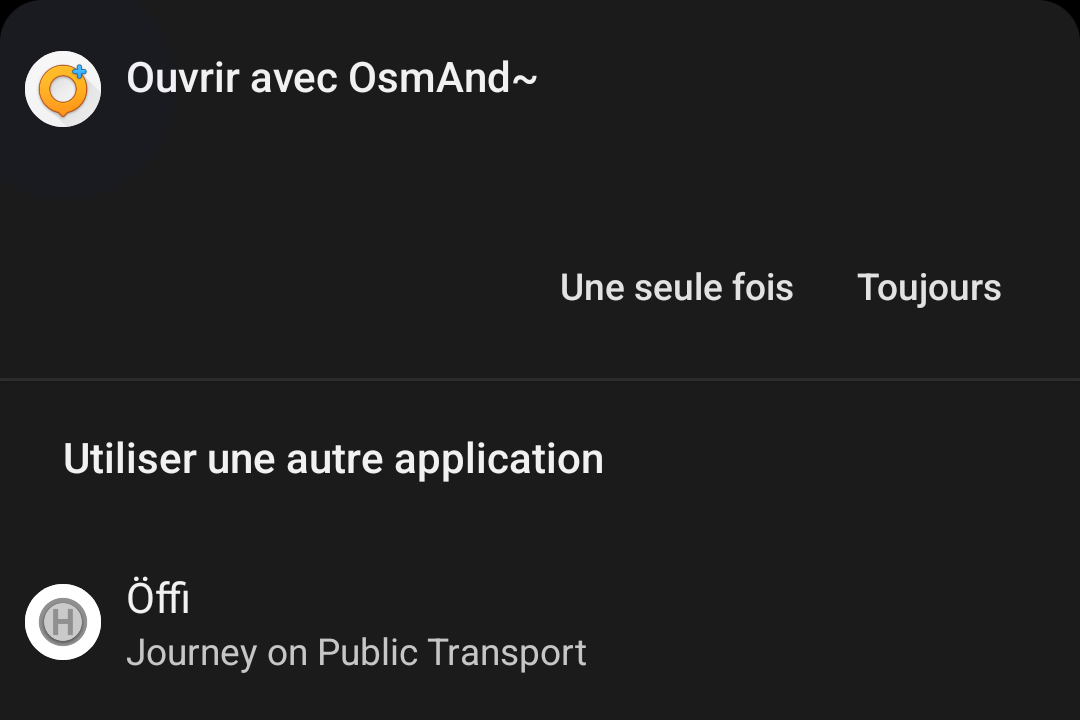 Ouvrir avec OsmAnd~
Une seule fois Toujours
Utiliser une autre application
Öffi
H
Journey on Public Transport